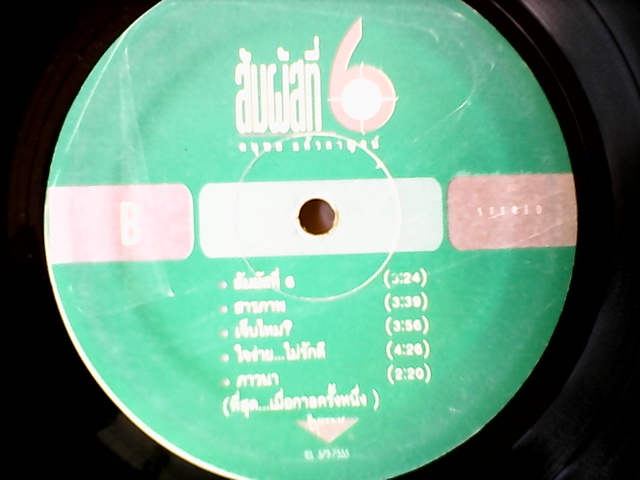 สัมผัสที่ 6
B
STEREO
สัมผัสที่ 6 (3:24)
สารภาพ (3:39)
เจ็บไหม? (3:56)
ใจง่าย...ไม่รักดี (4:26)
ภาวนา (2:20)
(ที่สุด...เมื่อกาลครั้งหนึ่ง )